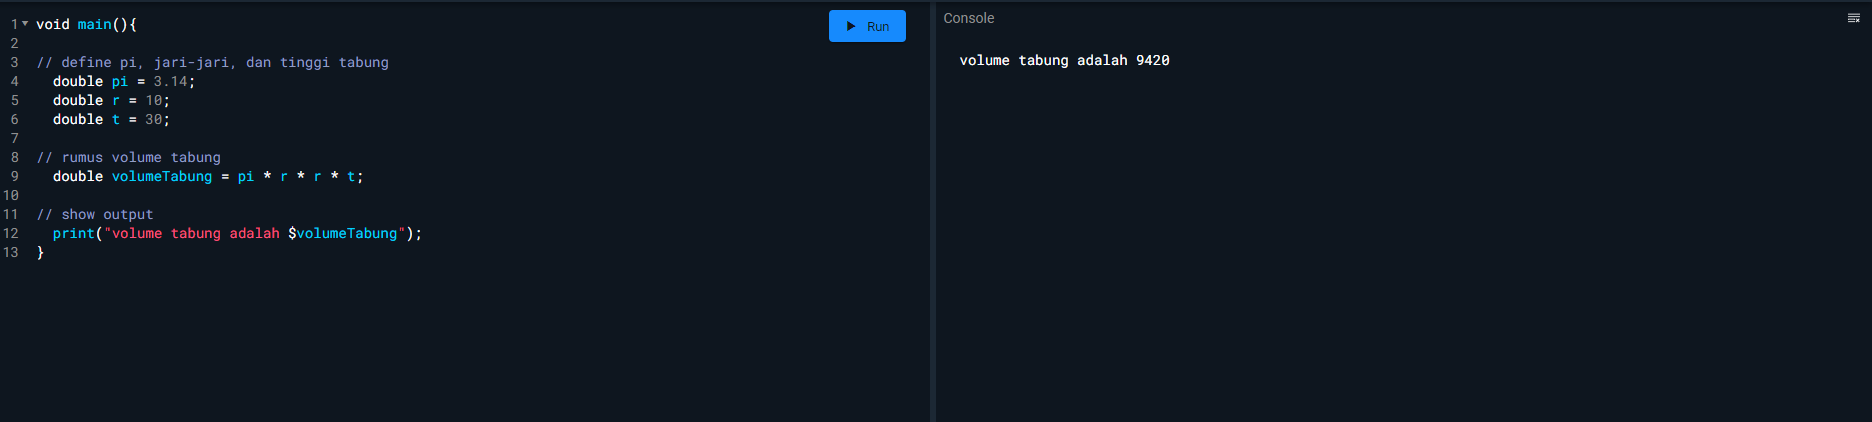 1 void main(){
2
3 // define pi, jari-jari, dan tinggi tabung
4 double pi = 3.14;
5 double r = 10;
6 double t = 30;
7
8 // rumus volume tabung
9 double volumeTabung = pi * r * r * t;
10
11 // show output
12 print("volume tabung adalah $volumeTabung");
13 }
Run
Console
volume tabung adalah 9420